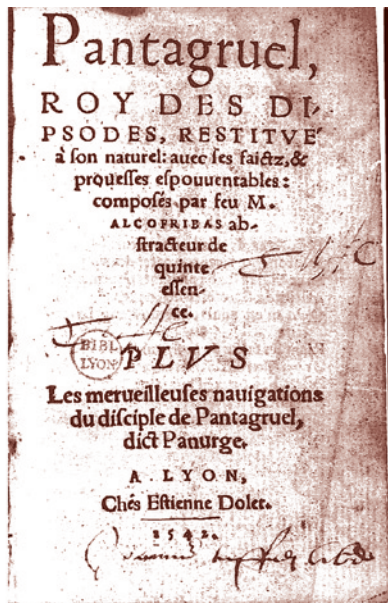 Pantagruel,
ROY DES DI-
PSODES, RESTITVE'
à son naturel: auec ses faictz, &
prouesses espouuentables:
composés par feu M.
ALCOFRIBAS ab-
stracteur de
quinte
essen-
ce.
BIBL
LYON
PLVS
Les merueilleuses nauigations
du disciple de Pantagruel,
dict Panurge.
A LYON,
Chés Estienne Dolet.
1542.